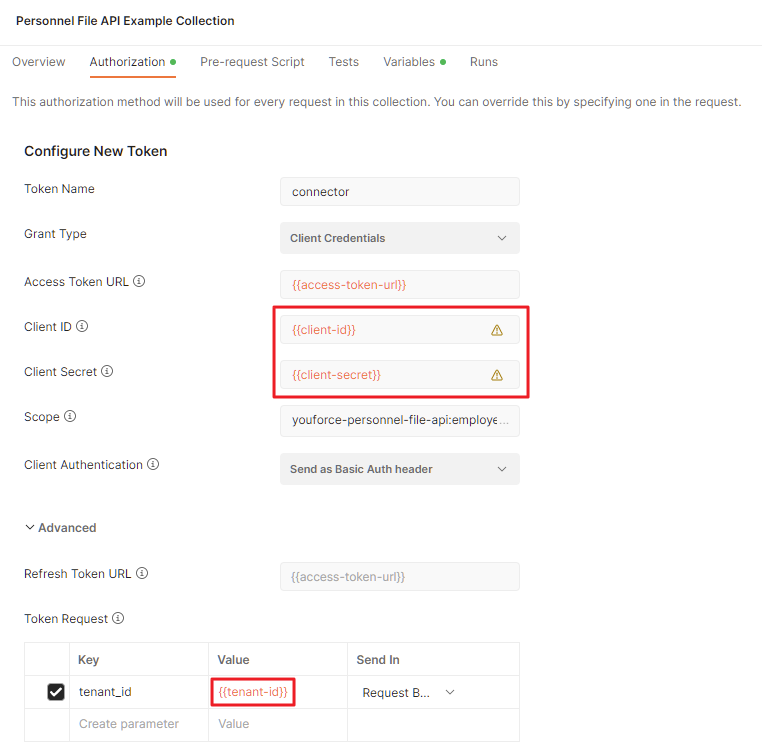 Personnel File API Example Collection
Overview Authorization Pre-request Script Tests Variables Runs
This authorization method will be used for every request in this collection. You can override this by specifying one in the request.
Configure New Token
Token Name connector
Grant Type Client Credentials
Access Token URL {{access-token-url}}
Client ID {{client-id}}
Client Secret {{client-secret}}
Scope youforce-personnel-file-api:employe...
Client Authentication Send as Basic Auth header
Advanced
Refresh Token URL {{access-token-url}}
Token Request
Key Value Send In
tenant_id {{tenant-id}} Request B...
Create parameter Value